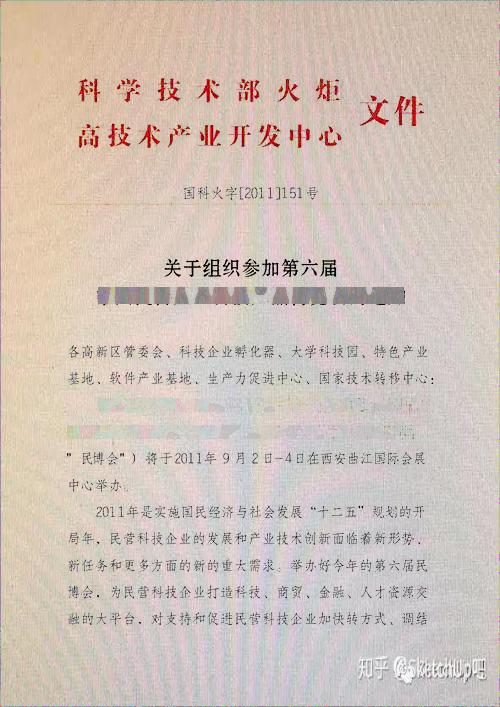 科学技术部火炬
高技术产业开发中心
文件
国科火字[2011]151号
关于组织参加第六届
各高新区管委会、科技企业孵化器、大学科技园、特色产业
基地、软件产业基地、生产力促进中心、国家技术转移中心:
"民博会")将于2011年9月2日-4日在西安曲江国际会展
中心举办。
2011年是实施国民经济与社会发展"十二五"规划的开
局年,民营科技企业的发展和产业技术创新面临着新形势、
新任务和更多方面的新的重大需求。举办好今年的第六届民
博会,为民营科技企业打造科技、商贸、金融、人才资源交
融的大平台,对支持和促进民营科技企业加快转方式、调结
知乎 @SketchUp吧